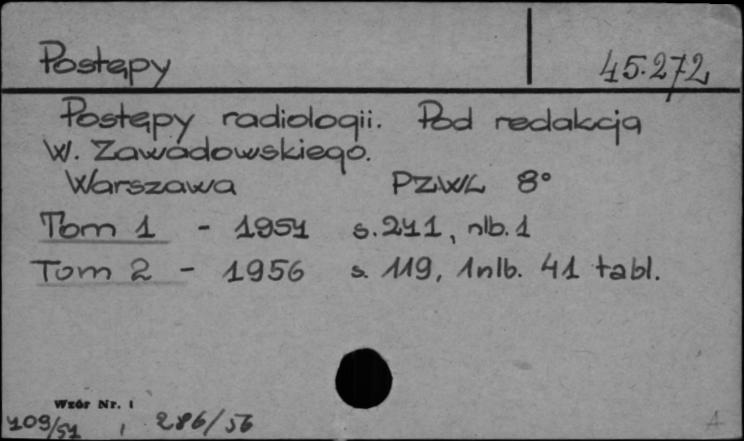 Postępy 45.272
Postępy radiologii. Pod redakcją
W. Zawadowskiego.
Warszawa PZWL 8°
Tom 1 - 1951 s. 241, nlb. 1
Tom 2 - 1956 s. 119, 1 nlb. 41 tabl.
Wzór Nr. 1
709/51, 286/56